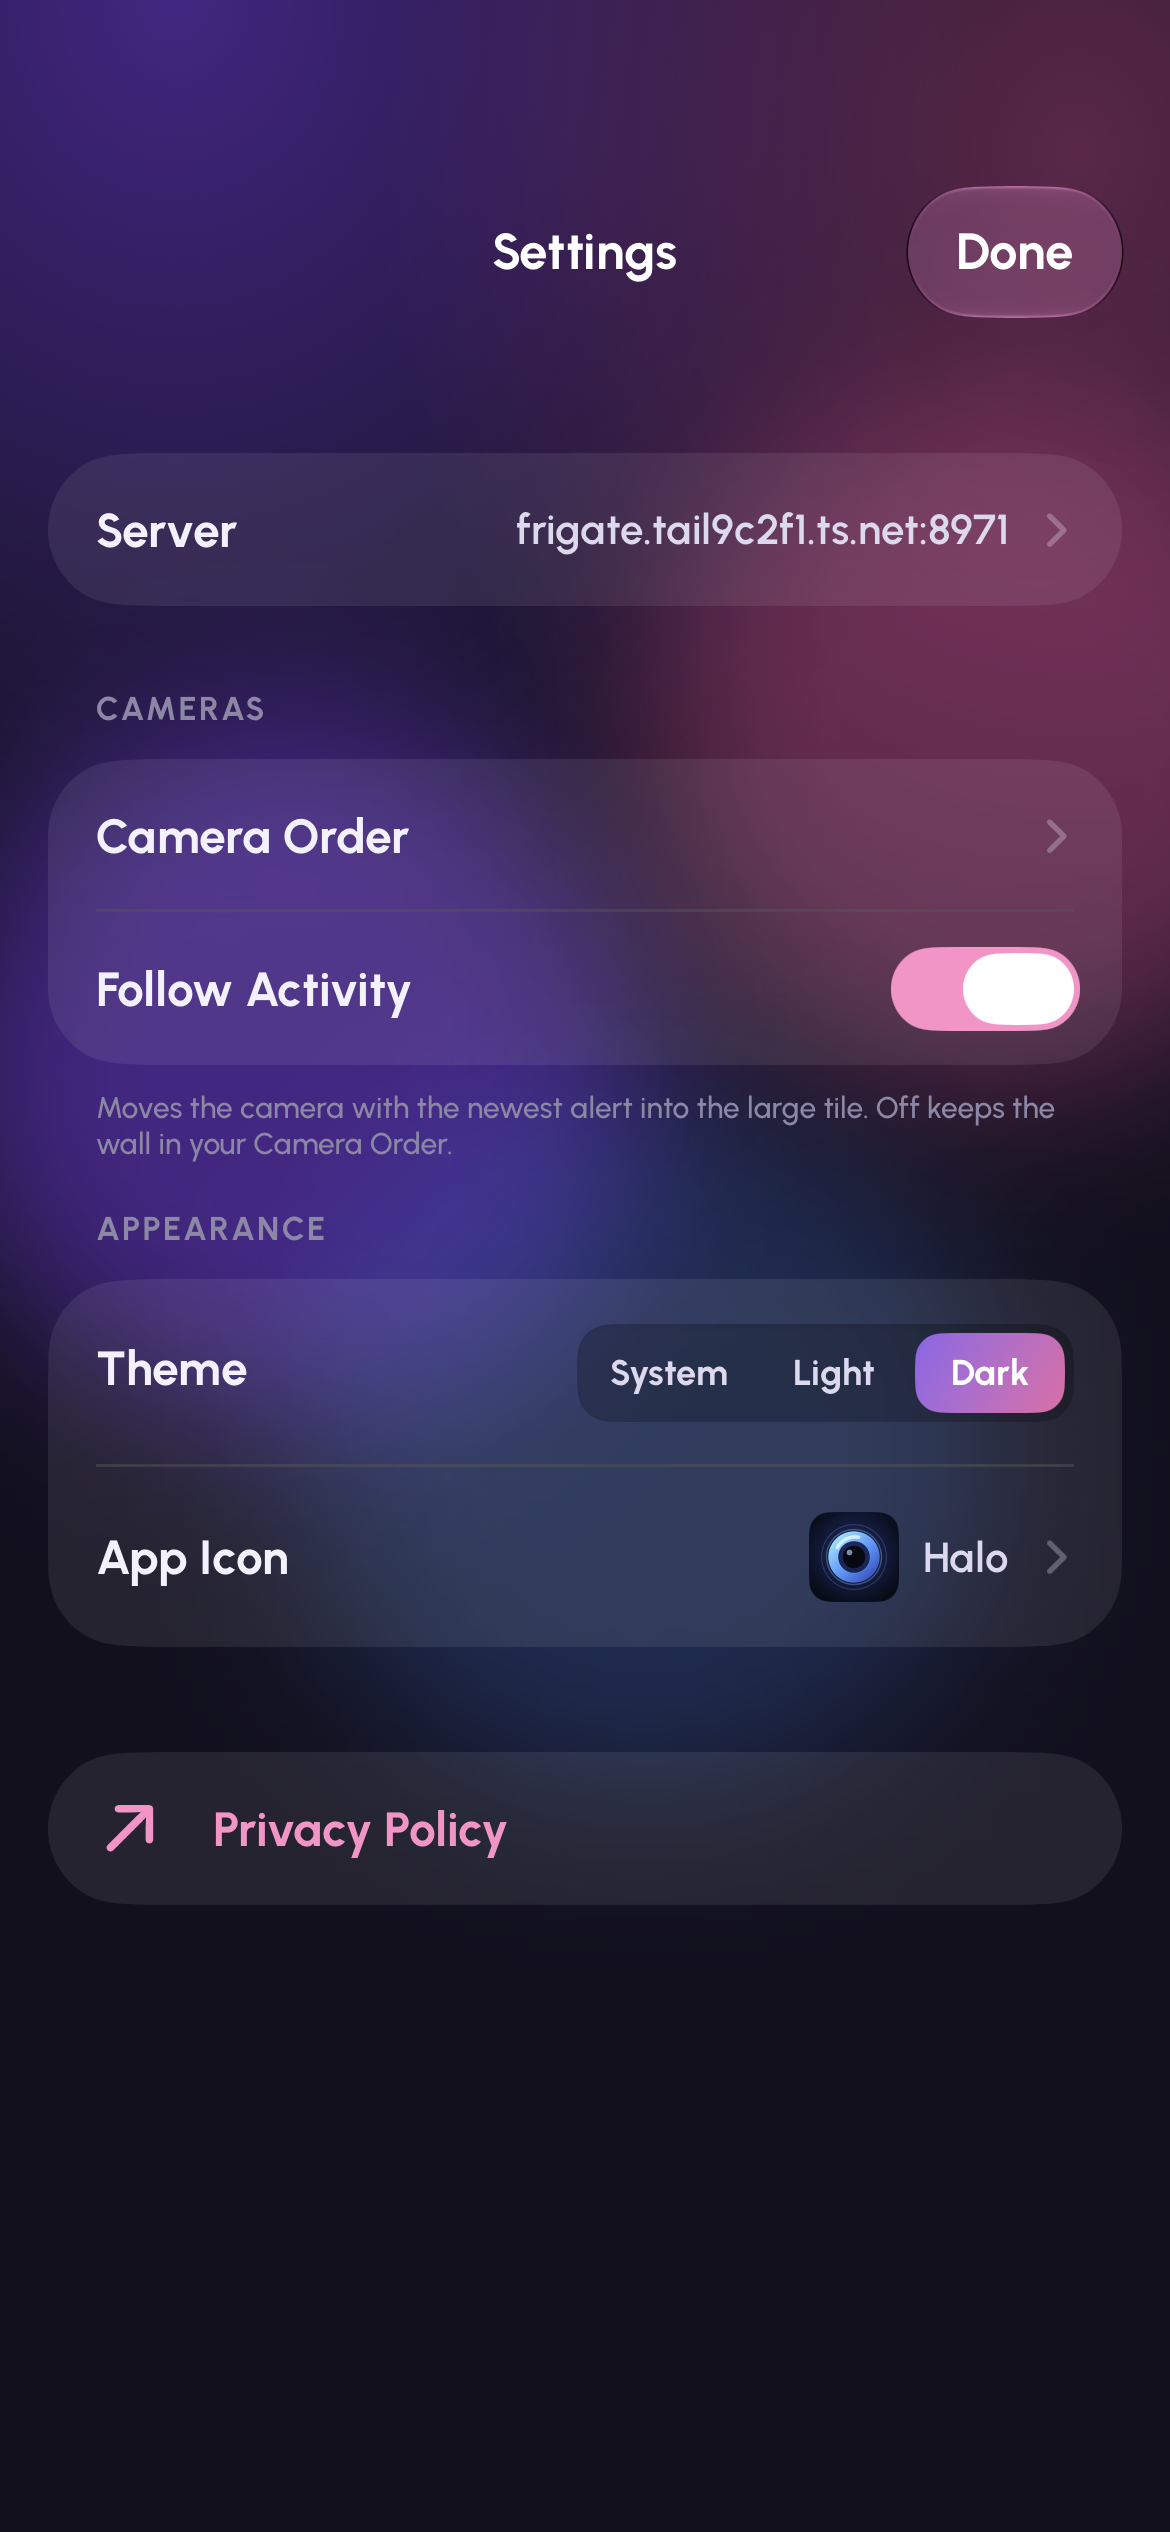 Settings
Done
Server
frigate.tail9c2f1.ts.net:8971
CAMERAS
Camera Order
Follow Activity
Moves the camera with the newest alert into the large tile. Off keeps the
wall in your Camera Order.
APPEARANCE
Theme
System
Light
Dark
App Icon
Halo
Privacy Policy